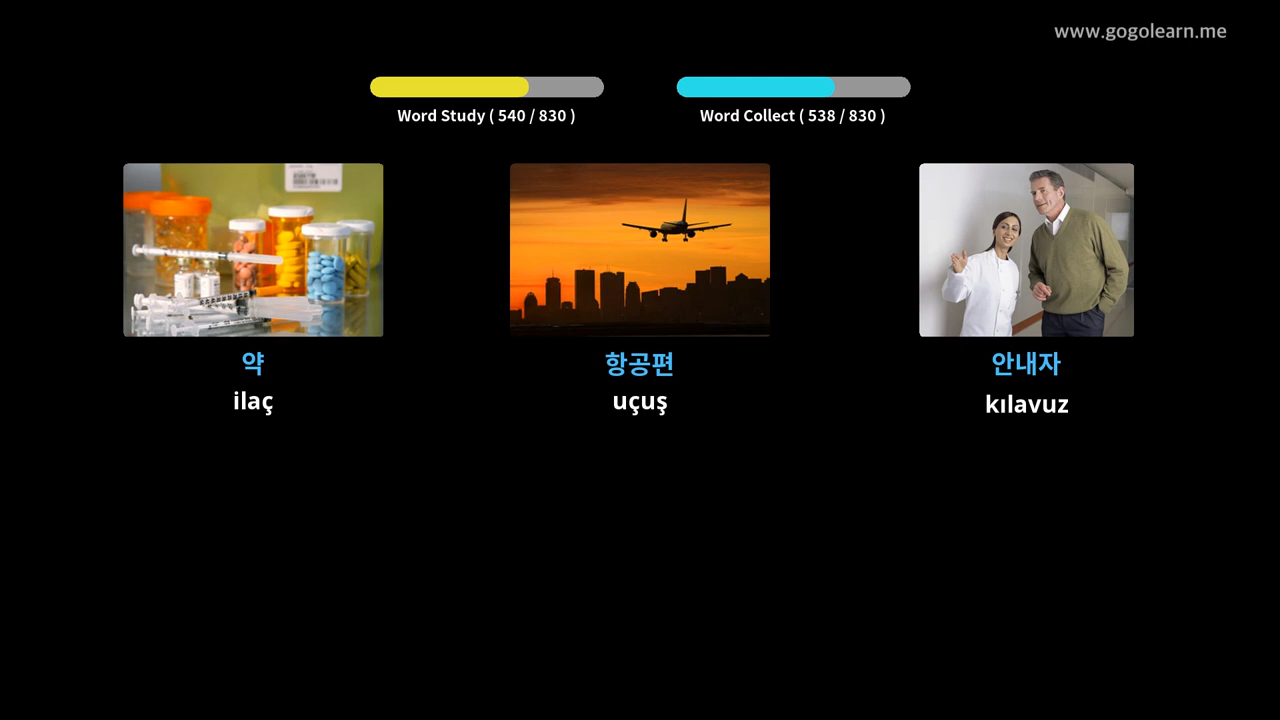 www.gogolearn.me
Word Study ( 540 / 830 )
Word Collect ( 538 / 830 )
약
ilaç
항공편
uçuş
안내자
kılavuz